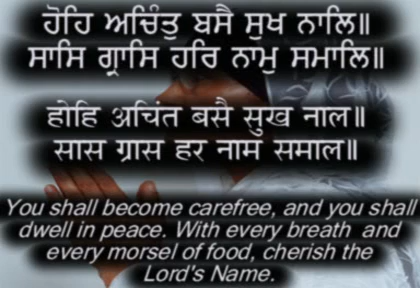 ਹੋਹਿ ਅਚਿੰਤੁ ਬਸੈ ਸੁਖ ਨਾਲਿ॥
ਸਾਸਿ ਗ੍ਰਾਸਿ ਹਰਿ ਨਾਮੁ ਸਮਾਲਿ॥
होहि अचिंत बसै सुख नाल॥
सास ग्रास हर नाम समाल॥
You shall become carefree, and you shall
dwell in peace. With every breath and
every morsel of food, cherish the
Lord's Name.